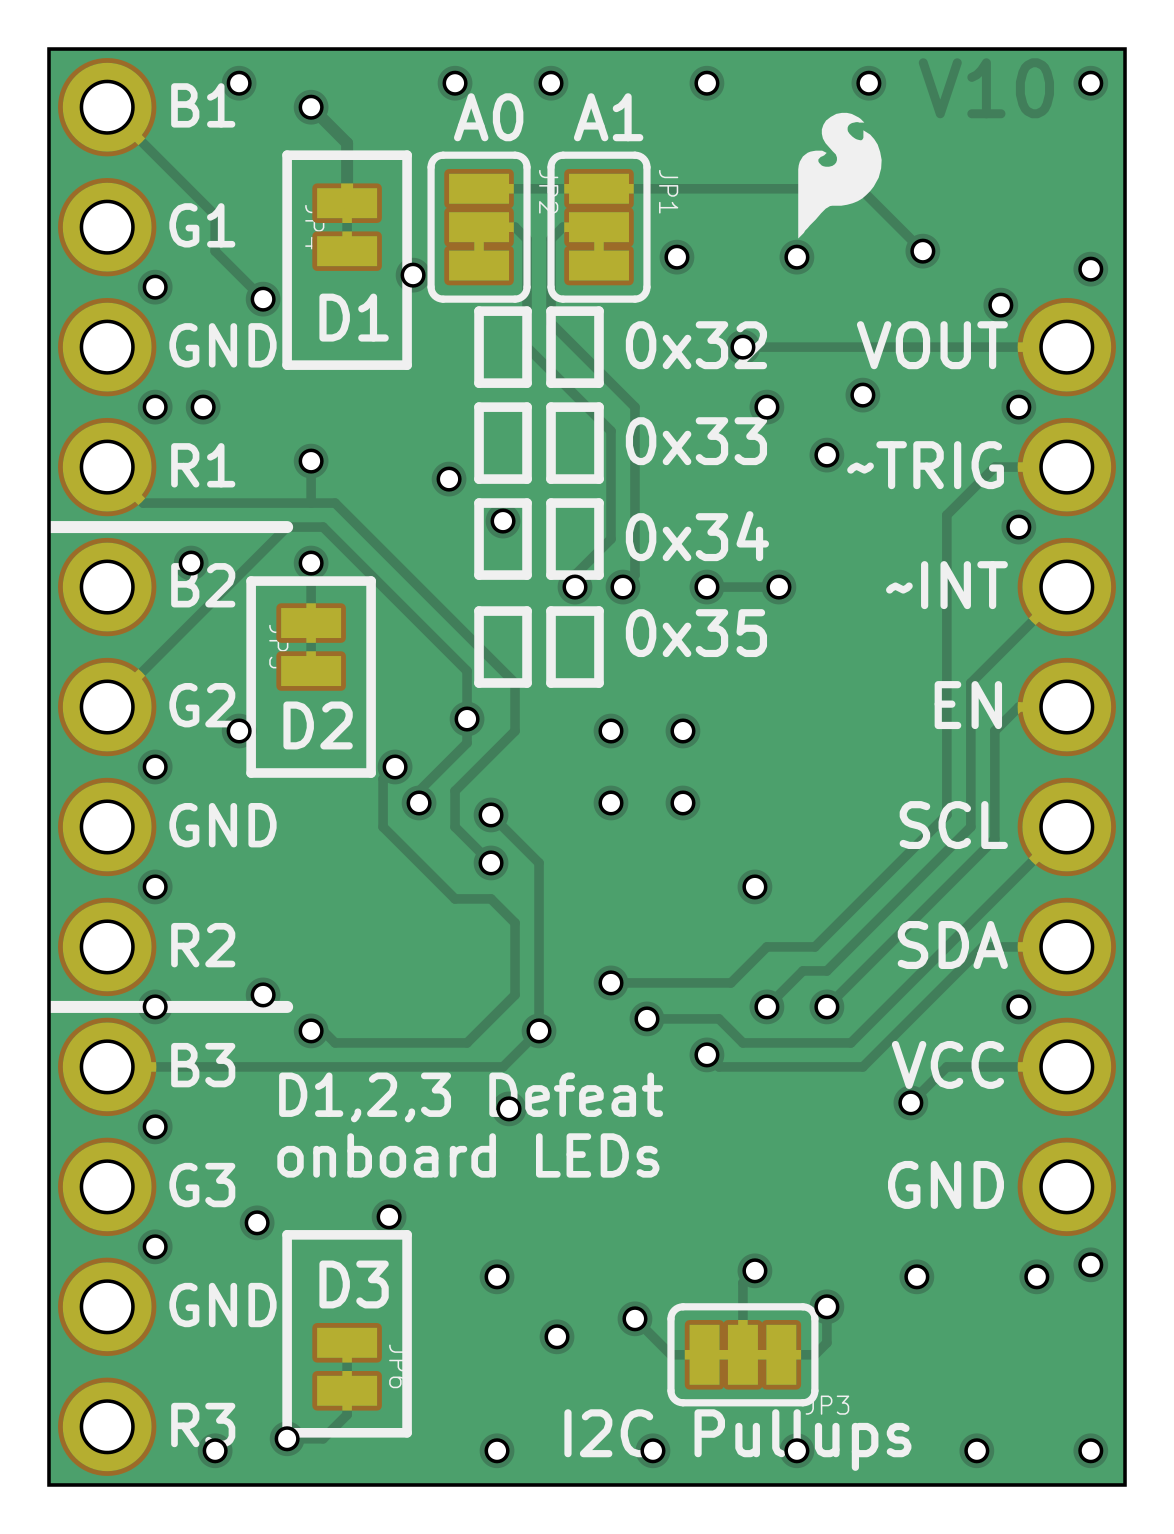 V10
B1
A0 A1
JP2
JP1
JP4
G1
D1
GND
0x32
VOUT
0x33
R1
~TRIG
0x34
B2
~INT
0x35
JP5
G2
D2
EN
GND
SCL
R2
SDA
B3
VCC
D1,2,3 Defeat
onboard LEDs
G3
GND
D3
GND
JP6
JP3
R3
I2C Pullups